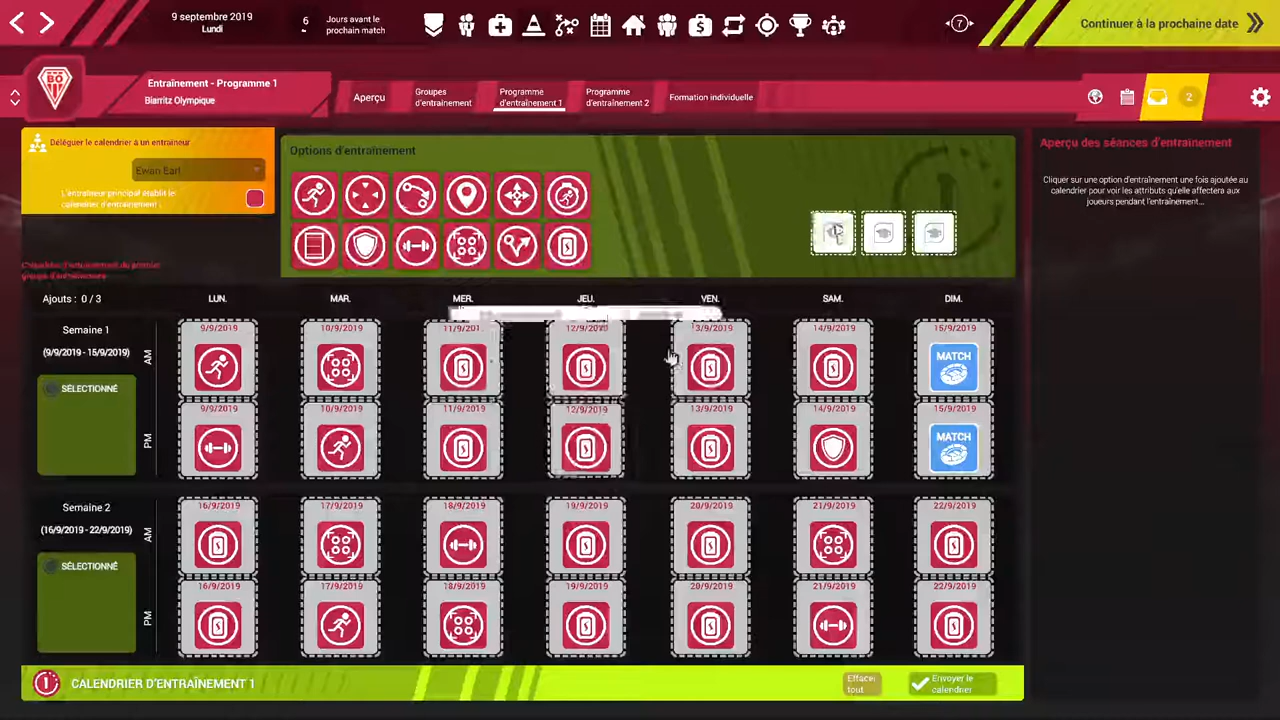 9 septembre 2019
Lundi
6
Jours avant le
prochain match
7
Continuer à la prochaine date
BO
Entraînement - Programme 1
Biarritz Olympique
Aperçu
Groupes
d'entraînement
Programme
d'entraînement 1
Programme
d'entraînement 2
Formation individuelle
2
Déléguer le calendrier à un entraîneur
Ewan Earl
L'entraîneur principal établit le
calendrier d'entraînement :
Options d'entraînement
Aperçu des séances d'entraînement
Cliquer sur une option d'entraînement une fois ajoutée au
calendrier pour voir les attributs qu'elle affectera aux
joueurs pendant l'entraînement...
d'entraînement du premier
groupe d'entraînement
Ajouts : 0 / 3
LUN. MAR. MER. JEU. VEN. SAM. DIM.
Semaine 1
(9/9/2019 - 15/9/2019)
SÉLECTIONNÉ
AM
9/9/2019 10/9/2019 11/9/201 12/9/2019 13/9/2019 14/9/2019 15/9/2019
MATCH
PM
9/9/2019 10/9/2019 11/9/2019 12/9/2019 13/9/2019 14/9/2019 15/9/2019
MATCH
Semaine 2
(16/9/2019 - 22/9/2019)
SÉLECTIONNÉ
AM
16/9/2019 17/9/2019 18/9/2019 19/9/2019 20/9/2019 21/9/2019 22/9/2019
PM
16/9/2019 17/9/2019 18/9/2019 19/9/2019 20/9/2019 21/9/2019 22/9/2019
CALENDRIER D'ENTRAÎNEMENT 1
Effacer
tout
Envoyer le
calendrier